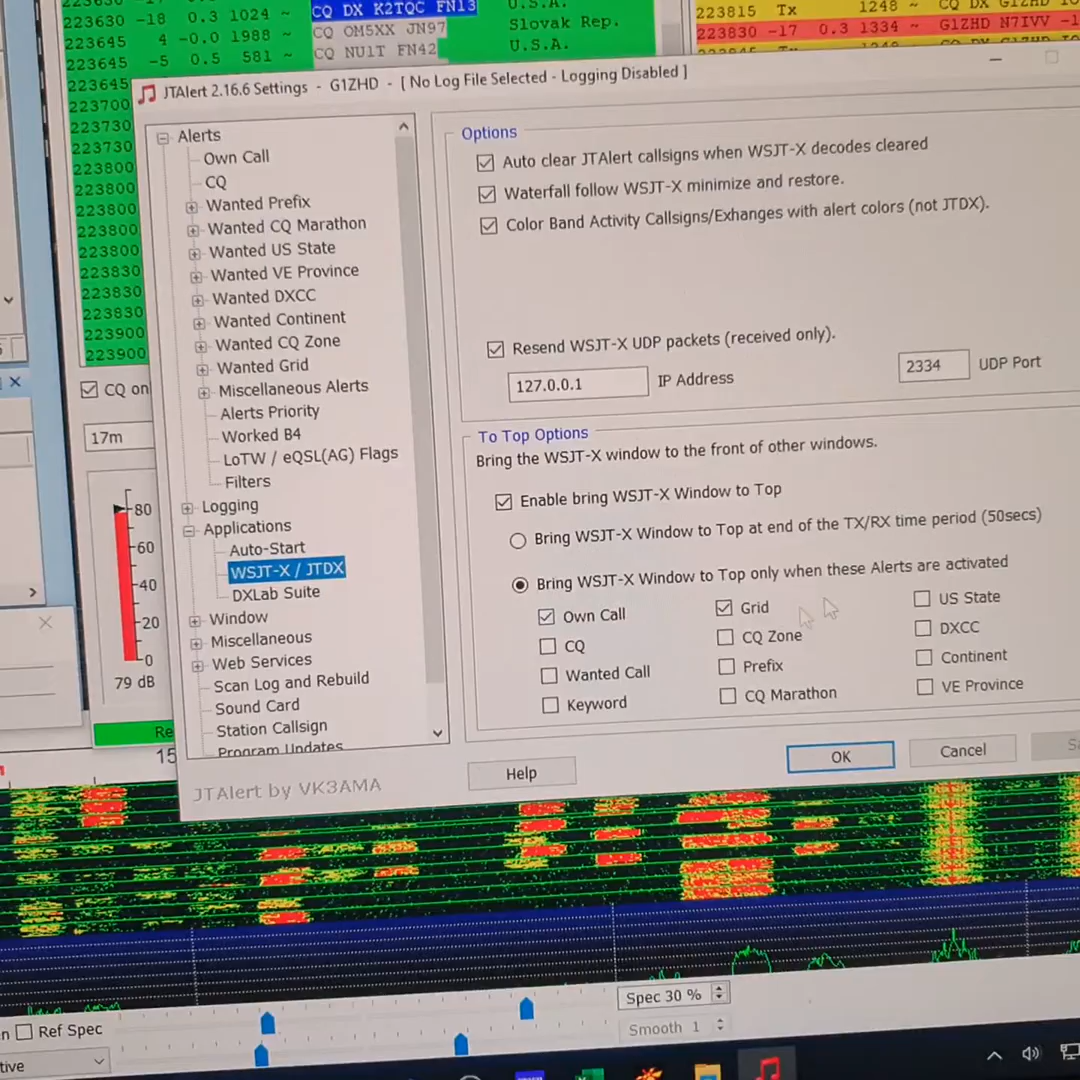 223630 -18 0.3 1024 ~ CQ DX K2TQC FN13 U.S.A.
223645 4 -0.0 1988 ~ CQ OM5XX JN97 Slovak Rep.
223645 -5 0.5 581 ~ CQ NU1T FN42 U.S.A.
223645
223700
223730
223730
223800
223800
223800
223800
223800
223830
223830
223830
223900
223900
223815 Tx 1248 ~ CQ DX G1ZHD
223830 -17 0.3 1334 ~ G1ZHD N7IVV
JTAlert 2.16.6 Settings - G1ZHD - [ No Log File Selected - Logging Disabled ]
Alerts
Own Call
CQ
Wanted Prefix
Wanted CQ Marathon
Wanted US State
Wanted VE Province
Wanted DXCC
Wanted Continent
Wanted CQ Zone
Wanted Grid
Miscellaneous Alerts
Alerts Priority
Worked B4
LoTW / eQSL(AG) Flags
Filters
Logging
Applications
Auto-Start
WSJT-X / JTDX
DXLab Suite
Window
Miscellaneous
Web Services
Scan Log and Rebuild
Sound Card
Station Callsign
Program Updates
Options
Auto clear JTAlert callsigns when WSJT-X decodes cleared
Waterfall follow WSJT-X minimize and restore.
Color Band Activity Callsigns/Exhanges with alert colors (not JTDX).
Resend WSJT-X UDP packets (received only).
127.0.0.1 IP Address 2334 UDP Port
To Top Options
Bring the WSJT-X window to the front of other windows.
Enable bring WSJT-X Window to Top
Bring WSJT-X Window to Top at end of the TX/RX time period (50secs)
Bring WSJT-X Window to Top only when these Alerts are activated
Own Call Grid US State
CQ CQ Zone DXCC
Wanted Call Prefix Continent
Keyword CQ Marathon VE Province
JTAlert by VK3AMA
Help OK Cancel
CQ on
17m
80
60
40
20
0
79 dB
Re
15
Ref Spec
Spec 30 %
Smooth 1